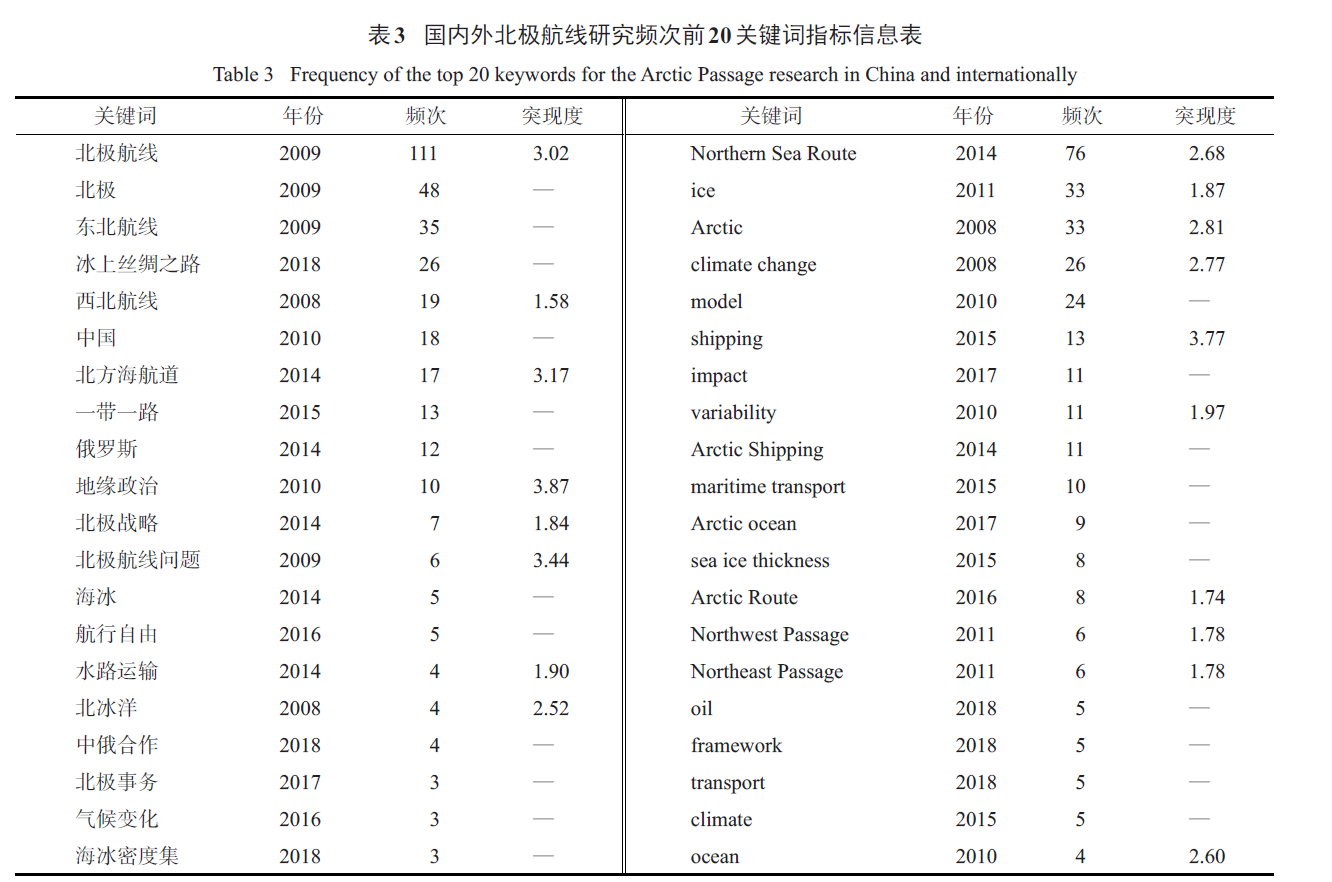 表3 国内外北极航线研究频次前20关键词指标信息表
Table 3 Frequency of the top 20 keywords for the Arctic Passage research in China and internationally
关键词 年份 频次 突现度 关键词 年份 频次 突现度
北极航线 2009 111 3.02 Northern Sea Route 2014 76 2.68
北极 2009 48 — ice 2011 33 1.87
东北航线 2009 35 — Arctic 2008 33 2.81
冰上丝绸之路 2018 26 — climate change 2008 26 2.77
西北航线 2008 19 1.58 model 2010 24 —
中国 2010 18 — shipping 2015 13 3.77
北方海航道 2014 17 3.17 impact 2017 11 —
一带一路 2015 13 — variability 2010 11 1.97
俄罗斯 2014 12 — Arctic Shipping 2014 11 —
地缘政治 2010 10 3.87 maritime transport 2015 10 —
北极战略 2014 7 1.84 Arctic ocean 2017 9 —
北极航线问题 2009 6 3.44 sea ice thickness 2015 8 —
海冰 2014 5 — Arctic Route 2016 8 1.74
航行自由 2016 5 — Northwest Passage 2011 6 1.78
水路运输 2014 4 1.90 Northeast Passage 2011 6 1.78
北冰洋 2008 4 2.52 oil 2018 5 —
中俄合作 2018 4 — framework 2018 5 —
北极事务 2017 3 — transport 2018 5 —
气候变化 2016 3 — climate 2015 5 —
海冰密度集 2018 3 — ocean 2010 4 2.60